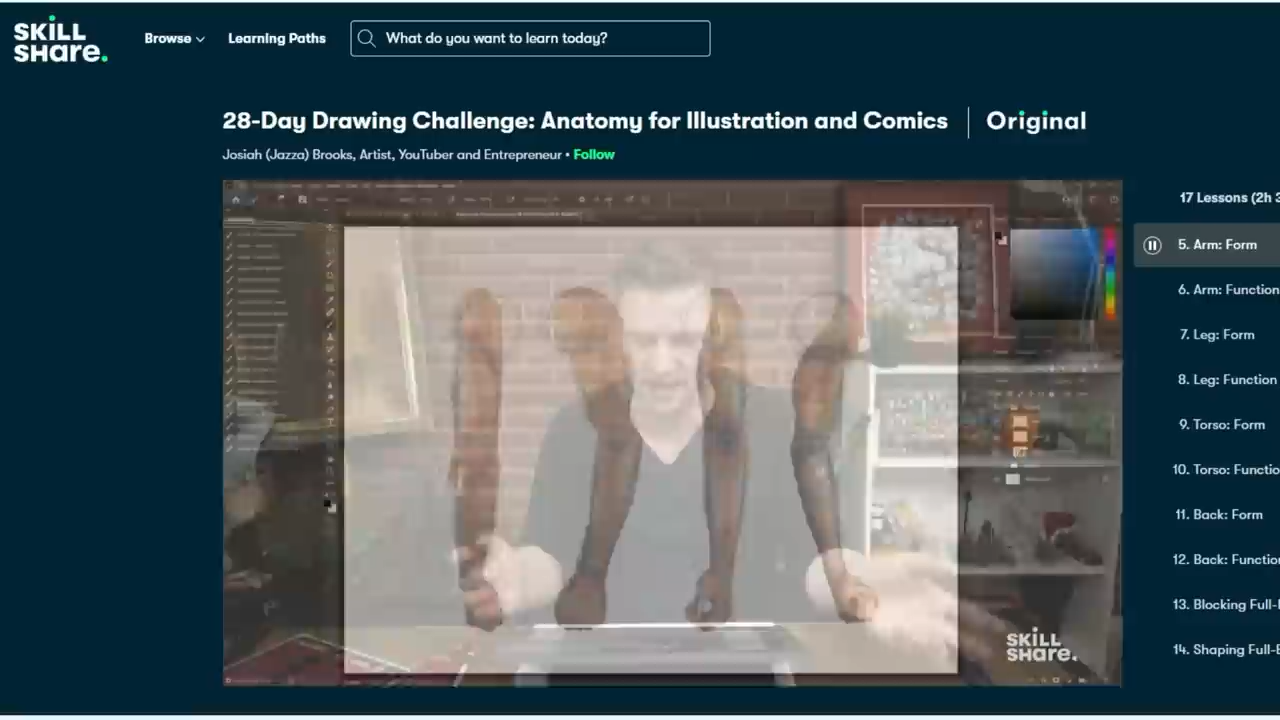 SKILL
SHARE.
Browse
Learning Paths
What do you want to learn today?
28-Day Drawing Challenge: Anatomy for Illustration and Comics
Original
Josiah (Jazza) Brooks, Artist, YouTuber and Entrepreneur • Follow
17 Lessons (2h 3
5. Arm: Form
6. Arm: Function
7. Leg: Form
8. Leg: Function
9. Torso: Form
10. Torso: Functio
11. Back: Form
12. Back: Function
13. Blocking Full-
14. Shaping Full-
SKILL
SHARE.